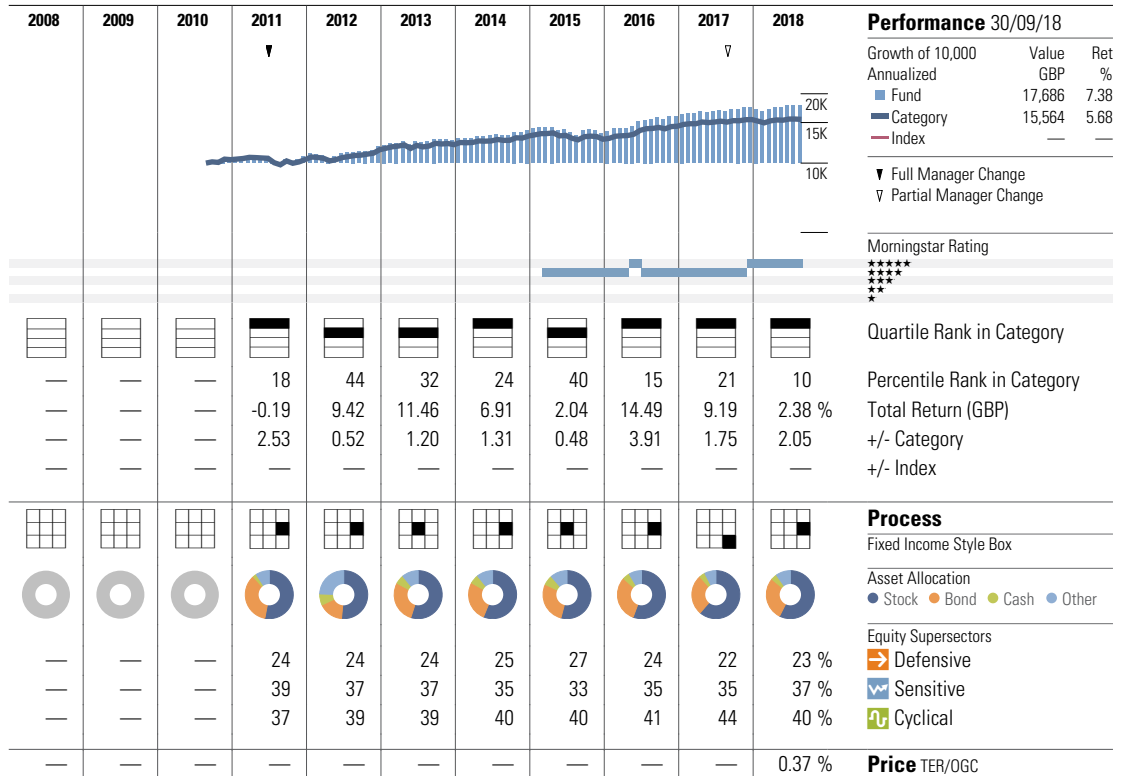 2008 2009 2010 2011 2012 2013 2014 2015 2016 2017 2018 Performance 30/09/18
Growth of 10,000 Value Ret
Annualized GBP %
Fund 17,686 7.38
Category 15,564 5.68
Index — —
20K
15K
10K
Full Manager Change
Partial Manager Change
Morningstar Rating
★★★★★
★★★★
★★★
★★
★
Quartile Rank in Category
— — — 18 44 32 24 40 15 21 10 Percentile Rank in Category
— — — -0.19 9.42 11.46 6.91 2.04 14.49 9.19 2.38 % Total Return (GBP)
— — — 2.53 0.52 1.20 1.31 0.48 3.91 1.75 2.05 +/- Category
— — — — — — — — — — — +/- Index
Process
Fixed Income Style Box
Asset Allocation
Stock Bond Cash Other
Equity Supersectors
— — — 24 24 24 25 27 24 22 23 % Defensive
— — — 39 37 37 35 33 35 35 37 % Sensitive
— — — 37 39 39 40 40 41 44 40 % Cyclical
— — — — — — — — — — 0.37 % Price TER/OGC